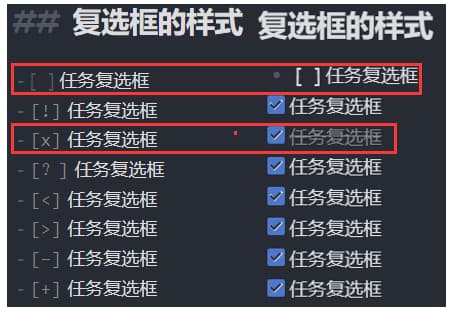 ## 复选框的样式 复选框的样式
- [ ] 任务复选框 • [ ] 任务复选框
- [!] 任务复选框 任务复选框
- [x] 任务复选框 任务复选框
- [? ] 任务复选框 任务复选框
- [<] 任务复选框 任务复选框
- [>] 任务复选框 任务复选框
- [-] 任务复选框 任务复选框
- [+] 任务复选框 任务复选框